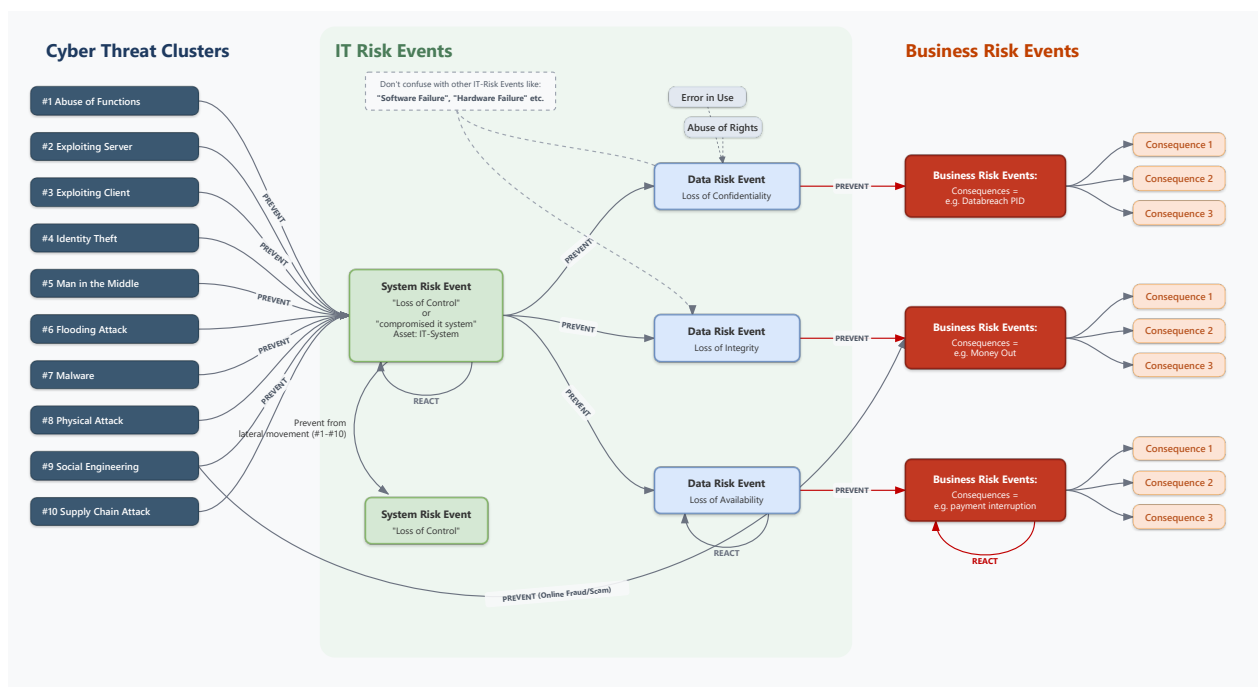 Cyber Threat Clusters
#1 Abuse of Functions
#2 Exploiting Server
#3 Exploiting Client
#4 Identity Theft
#5 Man in the Middle
#6 Flooding Attack
#7 Malware
#8 Physical Attack
#9 Social Engineering
#10 Supply Chain Attack
PREVENT
PREVENT
PREVENT
PREVENT
PREVENT
IT Risk Events
Don't confuse with other IT-Risk Events like:
"Software Failure", "Hardware Failure" etc.
System Risk Event
"Loss of Control"
or
"compromised it system"
Asset: IT-System
REACT
Prevent from
lateral movement (#1-#10)
System Risk Event
"Loss of Control"
PREVENT
PREVENT
PREVENT
PREVENT (Online Fraud/Scam)
Error in Use
Abuse of Rights
Data Risk Event
Loss of Confidentiality
Data Risk Event
Loss of Integrity
Data Risk Event
Loss of Availability
REACT
PREVENT
PREVENT
PREVENT
Business Risk Events
Business Risk Events:
Consequences =
e.g. Databreach PID
Consequence 1
Consequence 2
Consequence 3
Business Risk Events:
Consequences =
e.g. Money Out
Consequence 1
Consequence 2
Consequence 3
Business Risk Events:
Consequences =
e.g. payment interruption
REACT
Consequence 1
Consequence 2
Consequence 3